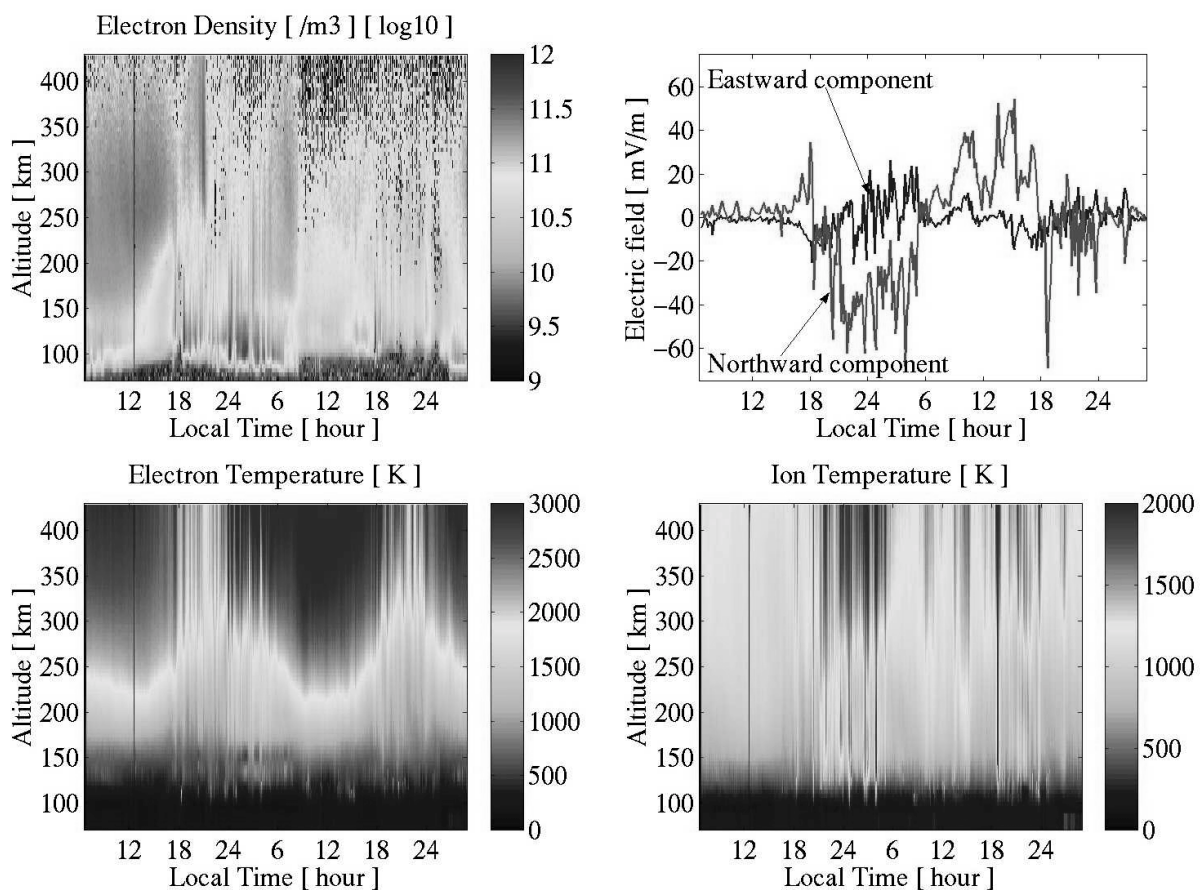 Electron Density [ /m3 ] [ log10 ]
400
350
300
250
200
150
100
Altitude [ km ]
12 18 24 6 12 18 24
Local Time [ hour ]
12
11.5
11
10.5
10
9.5
9
60
40
20
0
−20
−40
−60
Electric field [ mV/m ]
Eastward component
Northward component
12 18 24 6 12 18 24
Local Time [ hour ]
Electron Temperature [ K ]
400
350
300
250
200
150
100
Altitude [ km ]
12 18 24 6 12 18 24
Local Time [ hour ]
3000
2500
2000
1500
1000
500
0
Ion Temperature [ K ]
400
350
300
250
200
150
100
Altitude [ km ]
12 18 24 6 12 18 24
Local Time [ hour ]
2000
1500
1000
500
0